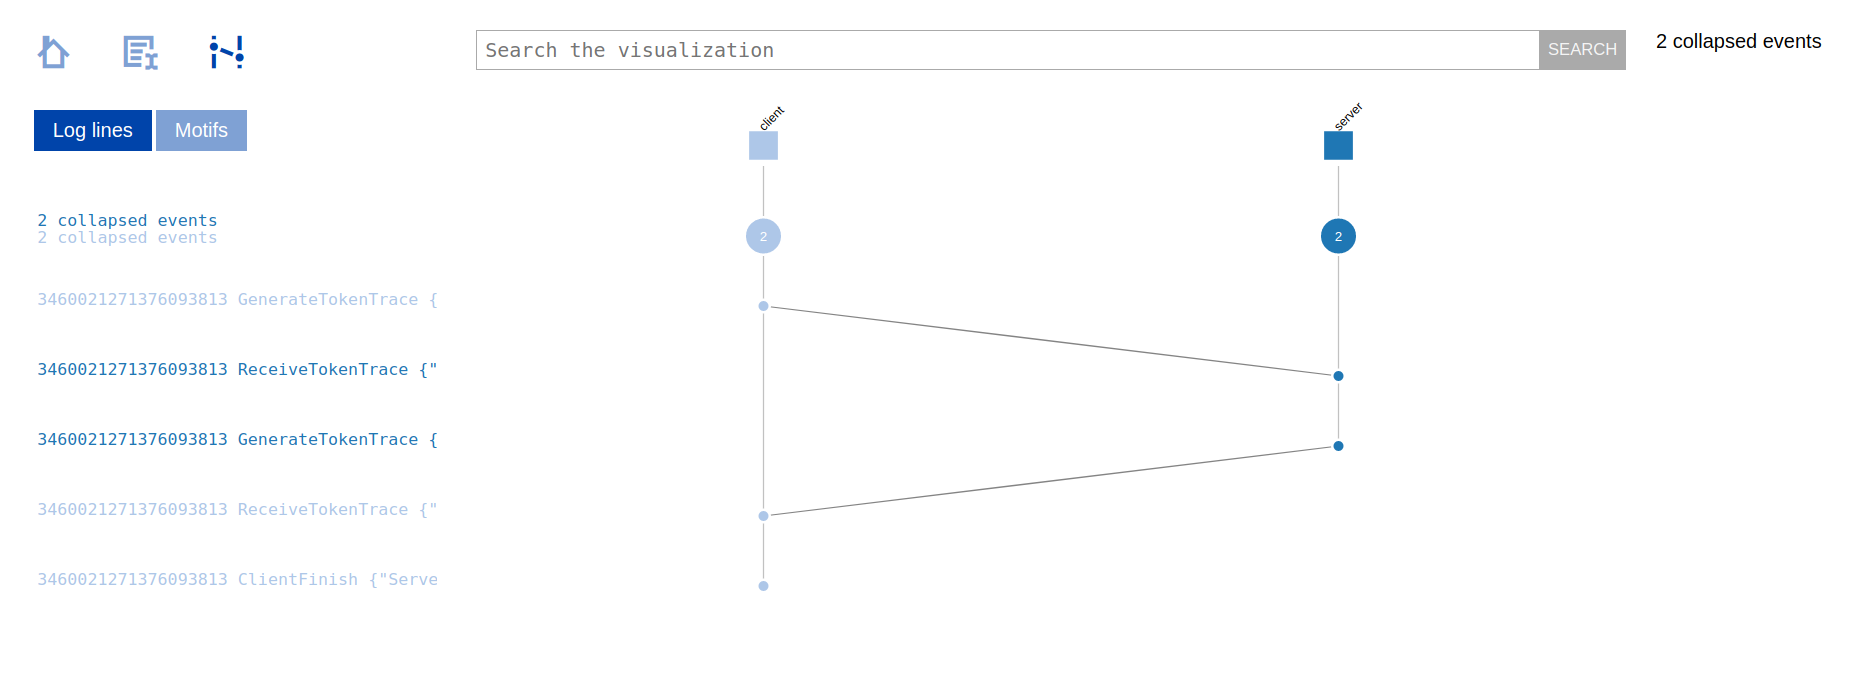 Search the visualization
SEARCH
2 collapsed events
Log lines
Motifs
client
server
2 collapsed events
2 collapsed events
2
2
3460021271376093813 GenerateTokenTrace {
3460021271376093813 ReceiveTokenTrace {"
3460021271376093813 GenerateTokenTrace {
3460021271376093813 ReceiveTokenTrace {"
3460021271376093813 ClientFinish {"Serve